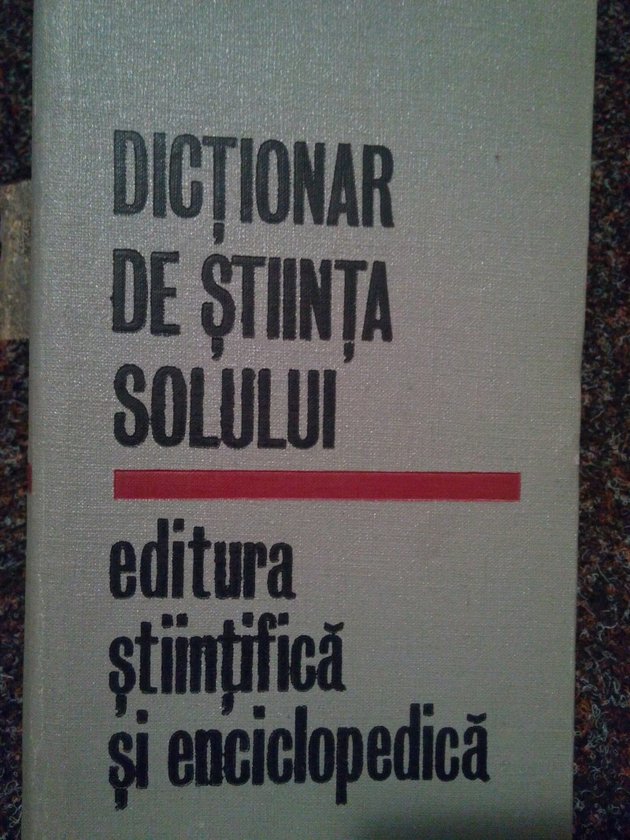 DICȚIONAR
DE ȘTIINȚA
SOLULUI
editura
științifică
și enciclopedică